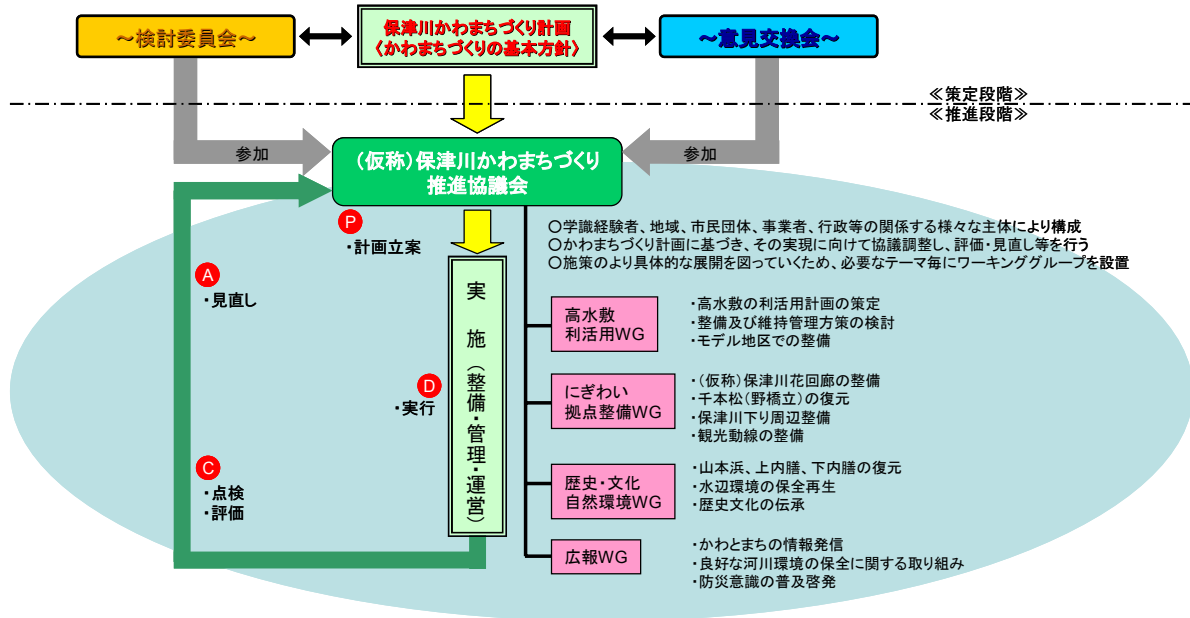 ～検討委員会～
保津川かわまちづくり計画
〈かわまちづくりの基本方針〉
～意見交換会～
≪策定段階≫
≪推進段階≫
参加
(仮称)保津川かわまちづくり
推進協議会
参加
P
・計画立案
○学識経験者、地域、市民団体、事業者、行政等の関係する様々な主体により構成
○かわまちづくり計画に基づき、その実現に向けて協議調整し、評価・見直し等を行う
○施策のより具体的な展開を図っていくため、必要なテーマ毎にワーキンググループを設置
A
・見直し
実施(整備・管理・運営)
D
・実行
C
・点検
・評価
高水敷
利活用WG
・高水敷の利活用計画の策定
・整備及び維持管理方策の検討
・モデル地区での整備
にぎわい
拠点整備WG
・(仮称)保津川花回廊の整備
・千本松(野橋立)の復元
・保津川下り周辺整備
・観光動線の整備
歴史・文化
自然環境WG
・山本浜、上内膳、下内膳の復元
・水辺環境の保全再生
・歴史文化の伝承
広報WG
・かわとまちの情報発信
・良好な河川環境の保全に関する取り組み
・防災意識の普及啓発